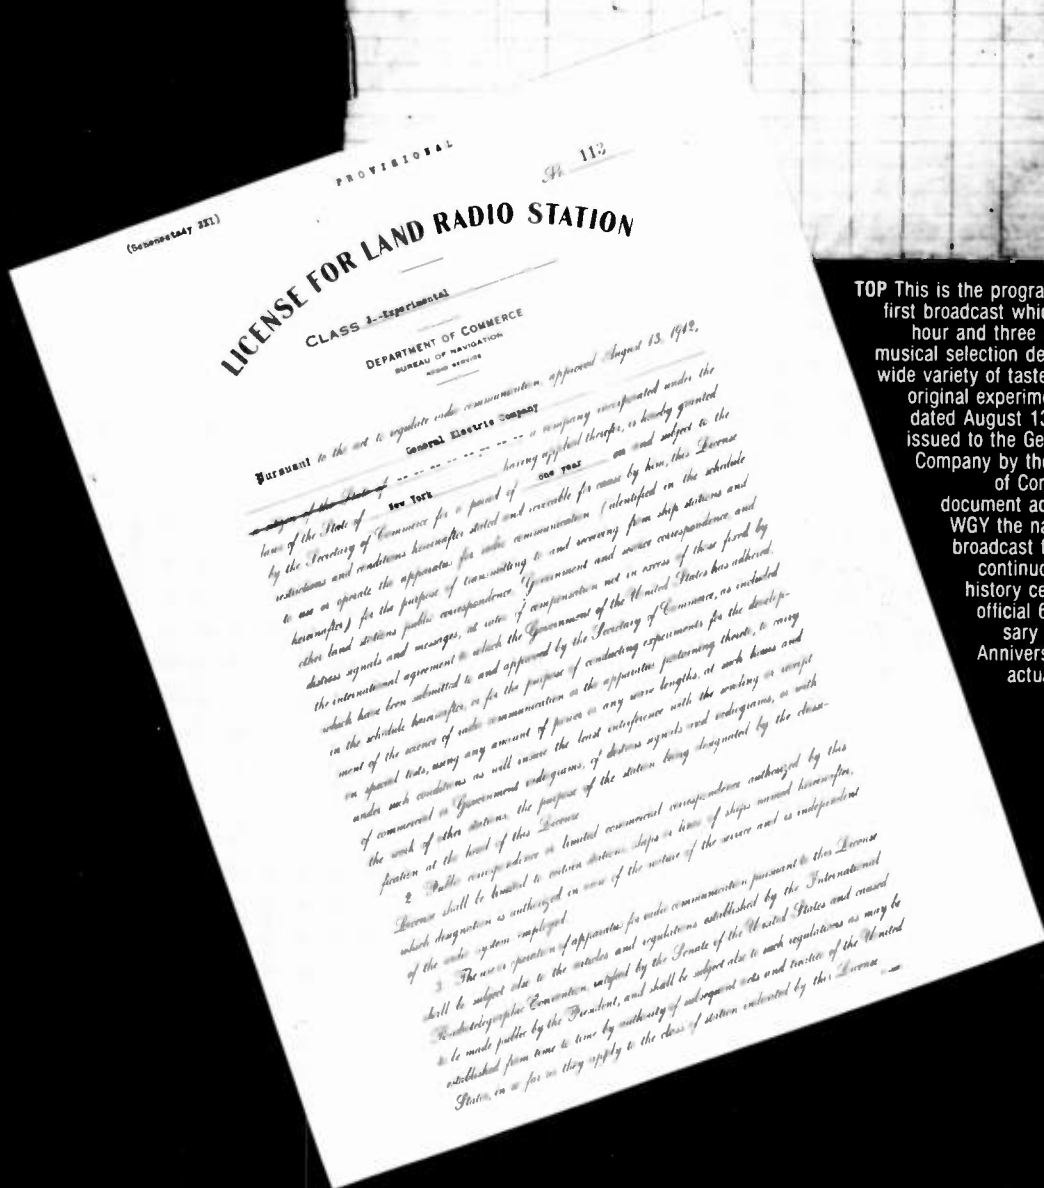 PROVISIONAL
No. 113
(Schenectady 2XI)
LICENSE FOR LAND RADIO STATION
CLASS 3--Experimental
DEPARTMENT OF COMMERCE
BUREAU OF NAVIGATION
RADIO SERVICE
Pursuant to the act to regulate radio communication, approved August 13, 1912,
General Electric Company
a citizen of the State of -- -- -- -- -- -- -- -- a company incorporated under the
laws of the State of New York having applied therefor, is hereby granted
by the Secretary of Commerce for a period of one year on and subject to the
restrictions and conditions hereinafter stated and revocable for cause by him, this License
to use or operate the apparatus for radio communication (identified in the schedule
hereinafter) for the purpose of transmitting to and receiving from ship stations and
other land stations public correspondence, Government and service correspondence, and
distress signals and messages, at rates of compensation not in excess of those fixed by
the international agreement to which the Government of the United States has adhered,
which have been submitted to and approved by the Secretary of Commerce, as included
in the schedule hereinafter, or for the purpose of conducting experiments for the develop-
ment of the science of radio communication or the apparatus pertaining thereto, to carry
on special tests, using any amount of power or any wave lengths, at such hours and
under such conditions as will insure the least interference with the sending or receipt
of commercial or Government radiograms, of distress signals and radiograms, or with
the work of other stations, the purpose of the station being designated by the classi-
fication at the head of this License
2 Public correspondence or limited commercial correspondence authorized by this
License shall be limited to certain stations, ships or lines of ships named hereinafter,
which designation is authorized in view of the nature of the service and is independent
of the radio system employed.
3. The use or operation of apparatus for radio communication pursuant to this License
shall be subject also to the articles and regulations established by the International
Radiotelegraphic Convention, ratified by the Senate of the United States and caused
to be made public by the President, and shall be subject also to such regulations as may be
established from time to time by authority of subsequent acts and treaties of the United
States, in so far as they apply to the class of station indicated by this License
TOP This is the progra
first broadcast whic
hour and three
musical selection de
wide variety of taste
original experime
dated August 13
issued to the Ge
Company by the
of Con
document ac
WGY the na
broadcast f
continuo
history ce
official 6
sary
Annivers
actua